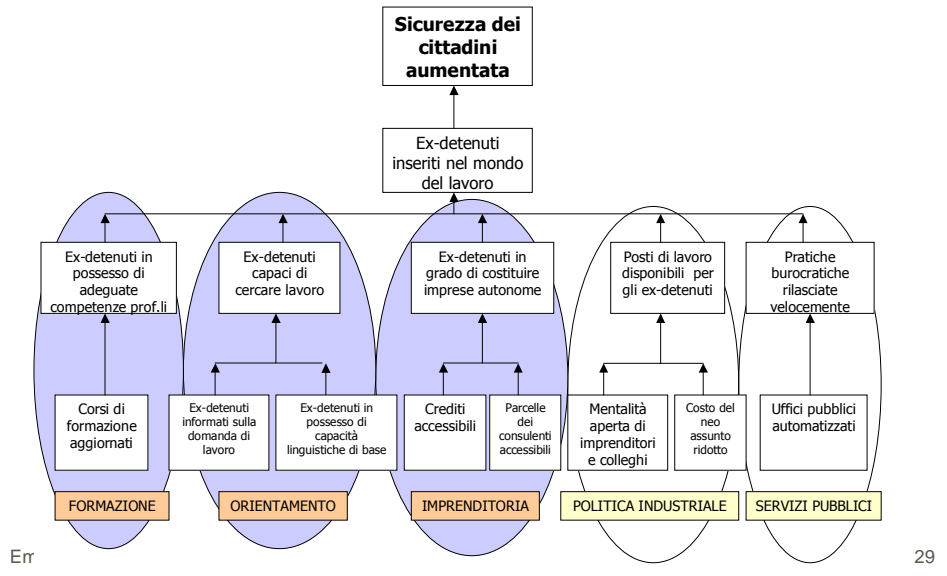 Sicurezza dei
cittadini
aumentata
Ex-detenuti
inseriti nel mondo
del lavoro
Ex-detenuti in
possesso di
adeguate
competenze prof.li
Ex-detenuti
capaci di
cercare lavoro
Ex-detenuti in
grado di costituire
imprese autonome
Posti di lavoro
disponibili per
gli ex-detenuti
Pratiche
burocratiche
rilasciate
velocemente
Corsi di
formazione
aggiornati
Ex-detenuti
informati sulla
domanda di
lavoro
Ex-detenuti in
possesso di
capacità
linguistiche di base
Crediti
accessibili
Parcelle
dei
consulenti
accessibili
Mentalità
aperta di
imprenditori
e colleghi
Costo del
neo
assunto
ridotto
Uffici pubblici
automatizzati
FORMAZIONE
ORIENTAMENTO
IMPRENDITORIA
POLITICA INDUSTRIALE
SERVIZI PUBBLICI
29